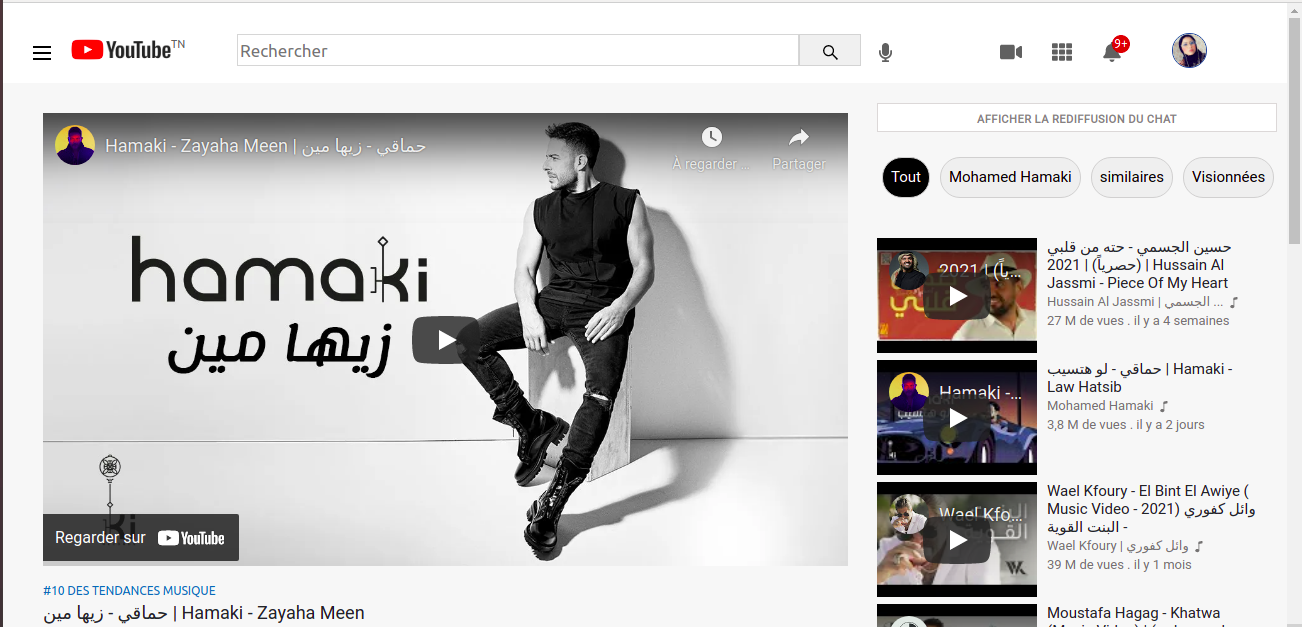 YouTube TN
Rechercher
9+
Hamaki - Zayaha Meen | حماقي - زيها مين
À regarder ...
Partager
hamaki
زيها مين
Regarder sur YouTube
#10 DES TENDANCES MUSIQUE
حماقي - زيها مين | Hamaki - Zayaha Meen
AFFICHER LA REDIFFUSION DU CHAT
Tout
Mohamed Hamaki
similaires
Visionnées
حسين الجسمي - حته من قلبي
(حصرياً) | 2021 | Hussain Al
Jassmi - Piece Of My Heart
Hussain Al Jassmi | الجسمي ...
27 M de vues . il y a 4 semaines
حماقي - لو هتسيب | Hamaki -
Law Hatsib
Mohamed Hamaki
3,8 M de vues . il y a 2 jours
Hamaki -...
Wael Kfoury - El Bint El Awiye (
Music Video - 2021) وائل كفوري
- البنت القوية
Wael Kfoury | وائل كفوري
39 M de vues . il y 1 mois
Wael Kfo...
Moustafa Hagag - Khatwa